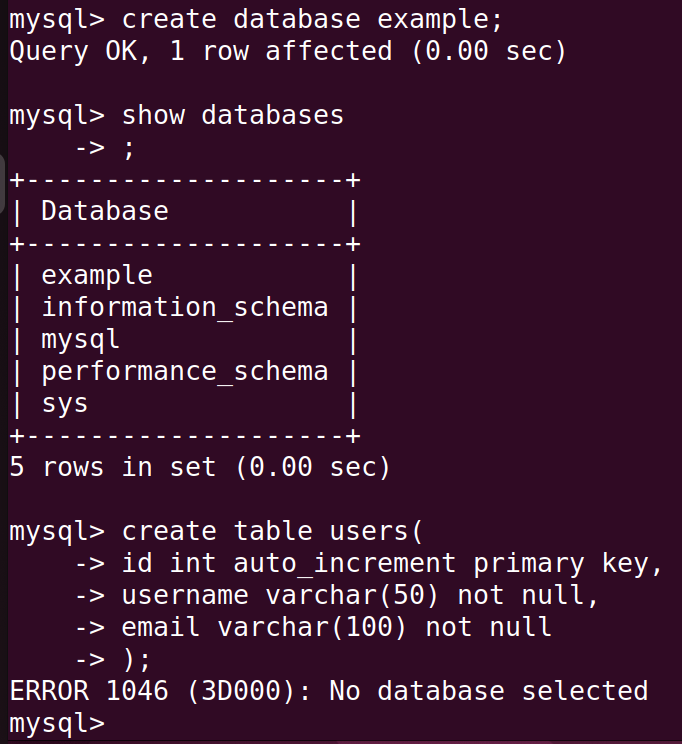 mysql> create database example;
Query OK, 1 row affected (0.00 sec)
mysql> show databases
    -> ;
+--------------------+
| Database           |
+--------------------+
| example            |
| information_schema |
| mysql              |
| performance_schema |
| sys                |
+--------------------+
5 rows in set (0.00 sec)
mysql> create table users(
    -> id int auto_increment primary key,
    -> username varchar(50) not null,
    -> email varchar(100) not null
    -> );
ERROR 1046 (3D000): No database selected
mysql>